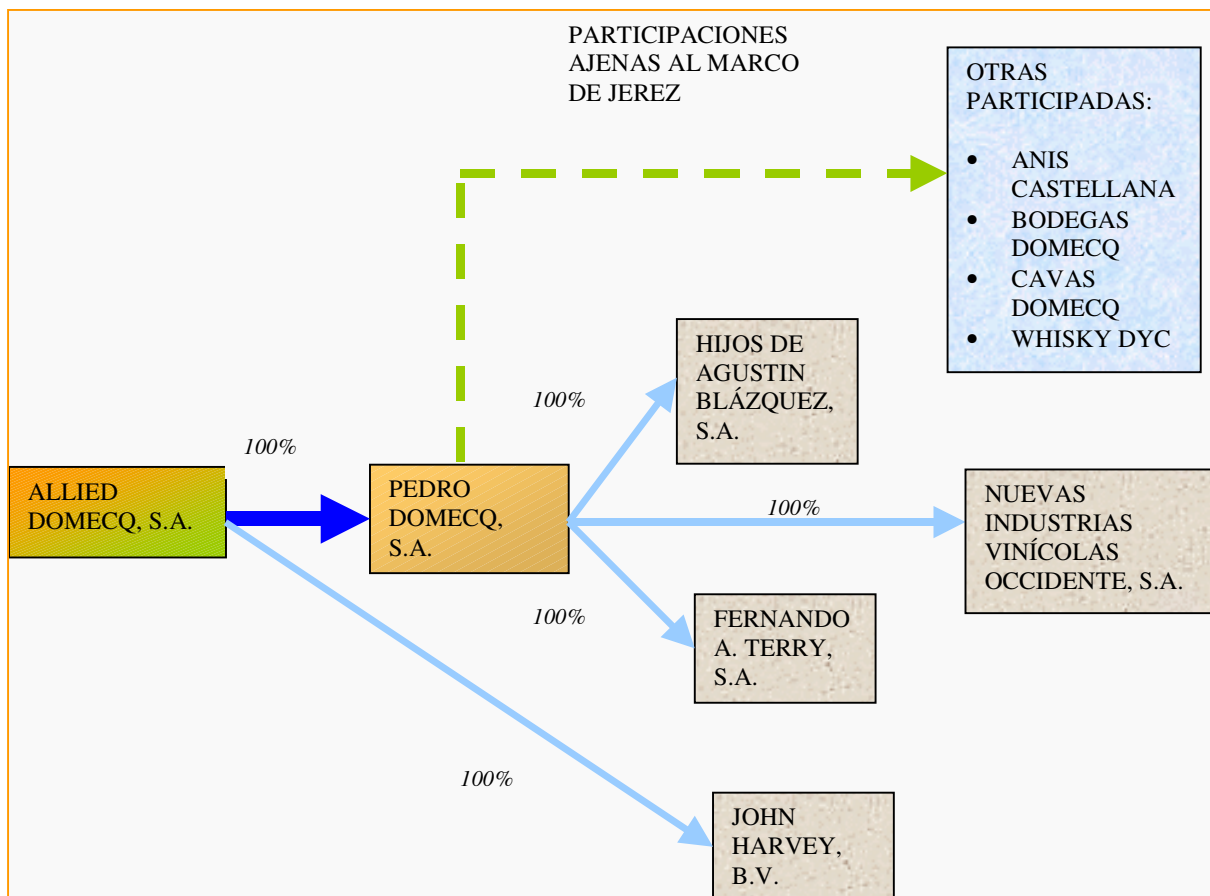 PARTICIPACIONES
AJENAS AL MARCO
DE JEREZ
OTRAS
PARTICIPADAS:
• ANIS
CASTELLANA
• BODEGAS
DOMECQ
• CAVAS
DOMECQ
• WHISKY DYC
HIJOS DE
AGUSTIN
BLÁZQUEZ,
S.A.
100%
100%
ALLIED
DOMECQ, S.A.
PEDRO
DOMECQ,
S.A.
100%
NUEVAS
INDUSTRIAS
VINÍCOLAS
OCCIDENTE, S.A.
100%
FERNANDO
A. TERRY,
S.A.
100%
JOHN
HARVEY,
B.V.